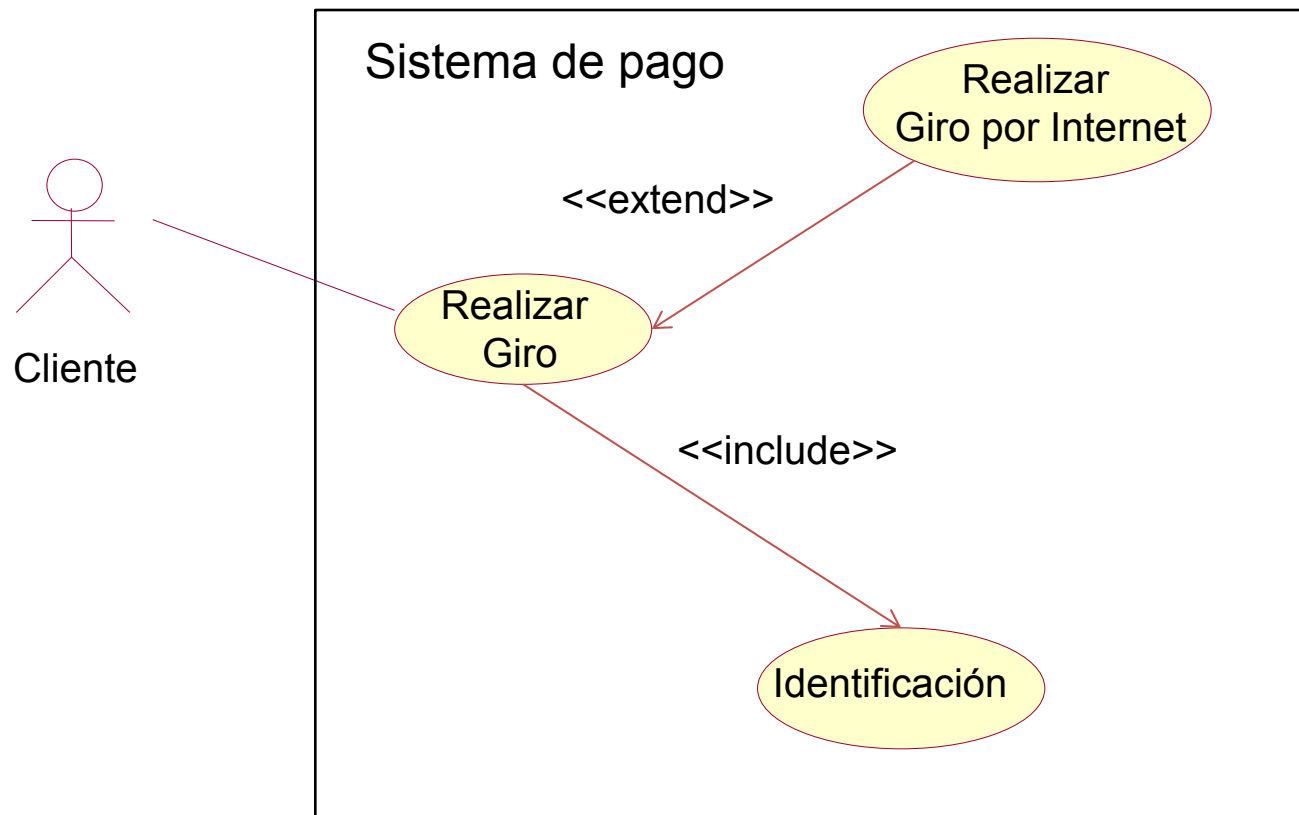 Sistema de pago
Realizar
Giro por Internet
<<extend>>
Realizar
Giro
Cliente
<<include>>
Identificación